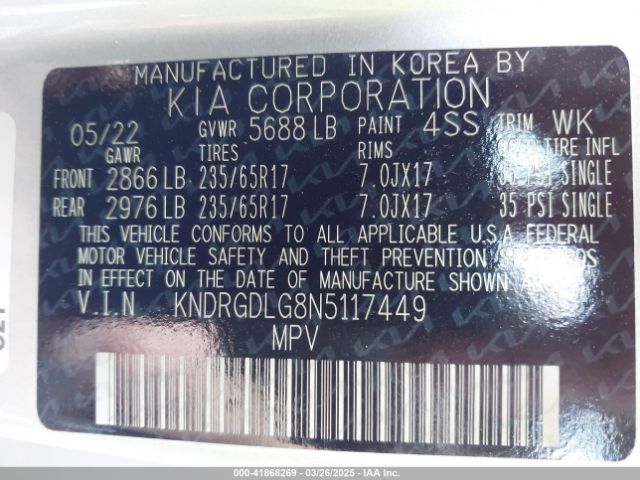 MANUFACTURED IN KOREA BY
KIA CORPORATION
05/22 GVWR 5688 LB PAINT 4SS TRIM WK
GAWR TIRES RIMS TIRE INFL
FRONT 2866 LB 235/65R17 7.0JX17 PSI SINGLE
REAR 2976 LB 235/65R17 7.0JX17 35 PSI SINGLE
THIS VEHICLE CONFORMS TO ALL APPLICABLE U.S.A. FEDERAL
MOTOR VEHICLE SAFETY AND THEFT PREVENTION STANDARDS
IN EFFECT ON THE DATE OF MANUFACTURE SHOWN ABOVE.
V.I.N. KNDRGDLG8N5117449
MPV
000-41868269 | 03/26/2025 - IAA Inc.